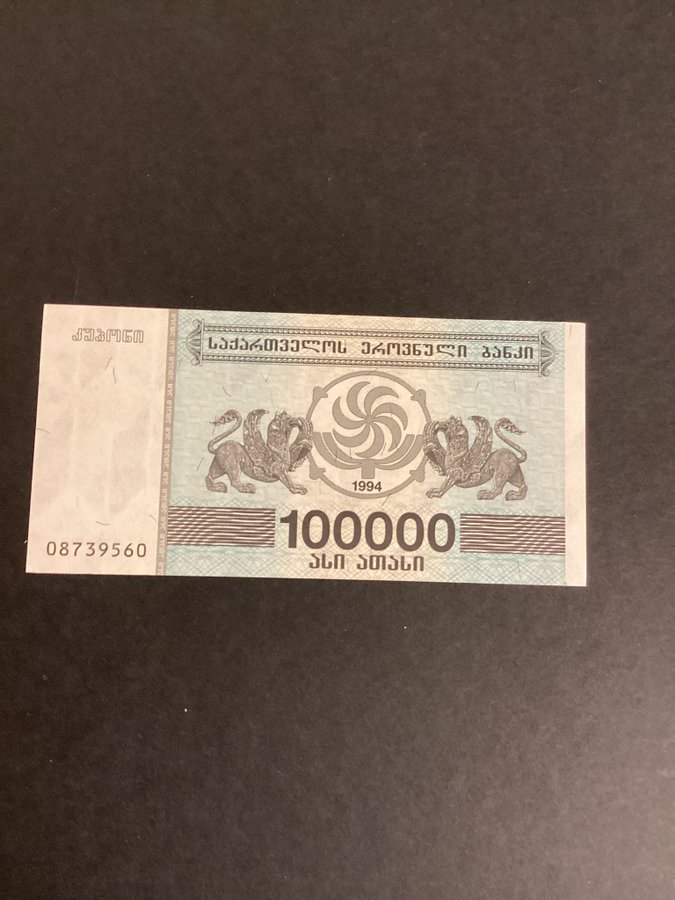 კუპონი
საქართველოს ეროვნული ბანკი
1994
100000
ასი ათასი
08739560